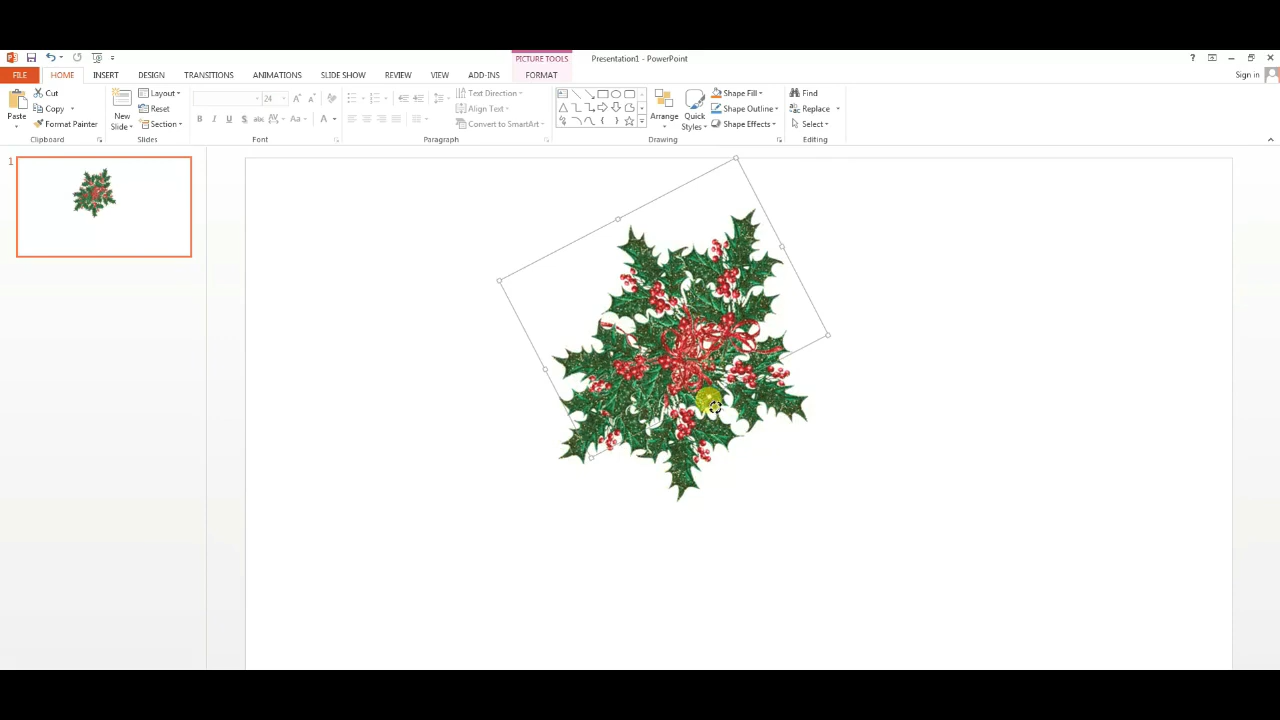 PICTURE TOOLS
Presentation1 - PowerPoint
FILE HOME INSERT DESIGN TRANSITIONS ANIMATIONS SLIDE SHOW REVIEW VIEW ADD-INS FORMAT Sign in
Paste
Cut
Copy
Format Painter
Clipboard
New Slide
Layout
Reset
Section
Slides
24
Font
Text Direction
Align Text
Convert to SmartArt
Paragraph
Arrange
Quick Styles
Shape Fill
Shape Outline
Shape Effects
Drawing
Find
Replace
Select
Editing
1